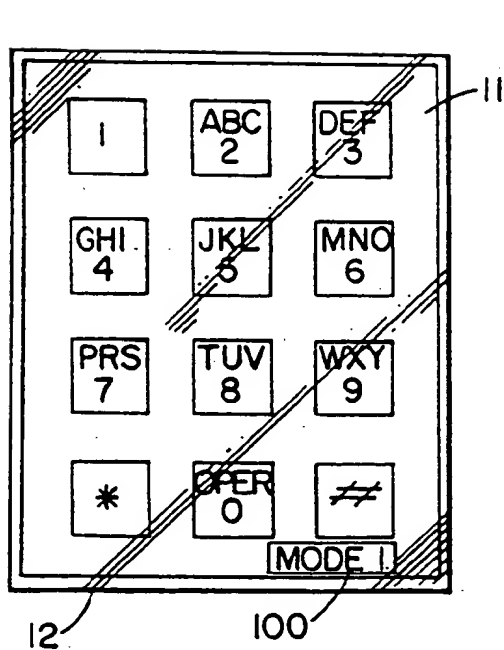 11
1 ABC DEF
2 3
GHI JKL MNO
4 5 6
PRS TUV WXY
7 8 9
* OPER #
0
MODE 1
12 100